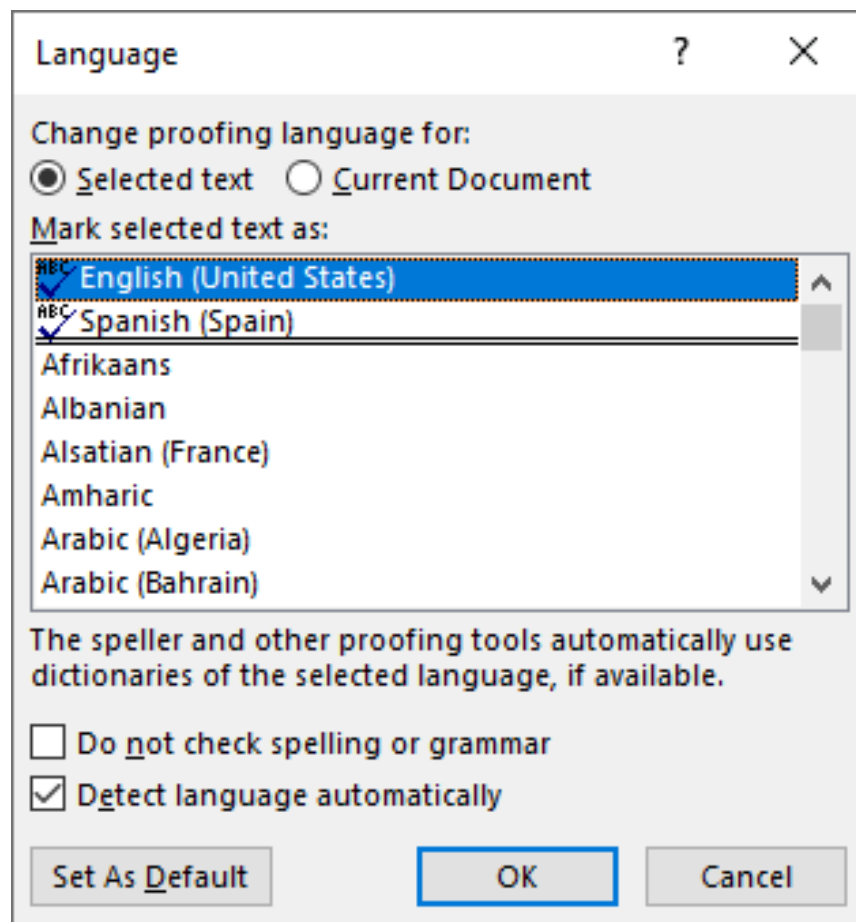 Language
?
Change proofing language for:
Selected text Current Document
Mark selected text as:
ABC English (United States)
ABC Spanish (Spain)
Afrikaans
Albanian
Alsatian (France)
Amharic
Arabic (Algeria)
Arabic (Bahrain)
The speller and other proofing tools automatically use
dictionaries of the selected language, if available.
Do not check spelling or grammar
Detect language automatically
Set As Default OK Cancel